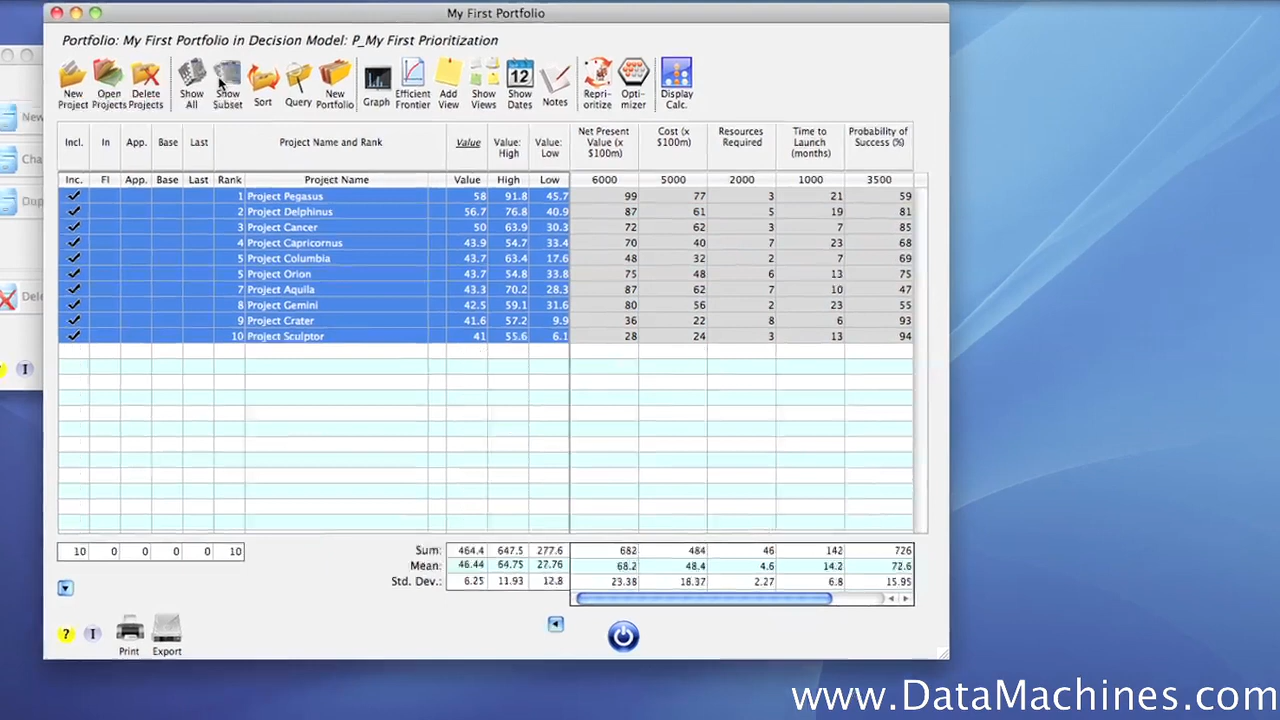 My First Portfolio
Portfolio: My First Portfolio in Decision Model: P_My First Prioritization
New Project Open Projects Delete Projects Show All Show Subset Sort Query New Portfolio Graph Efficient Frontier Add View Show Views 12 Show Dates Notes Repri- oritize Opti- mizer Display Calc.
Incl. In App. Base Last Project Name and Rank Value Value: High Value: Low Net Present Value (x $100m) Cost (x $100m) Resources Required Time to Launch (months) Probability of Success (%)
Inc. FI App. Base Last Rank Project Name Value High Low 6000 5000 2000 1000 3500
1 Project Pegasus 58 91.8 45.7 99 77 3 21 59
2 Project Delphinus 56.7 76.8 40.9 87 61 5 19 81
3 Project Cancer 50 63.9 30.3 72 62 3 7 85
4 Project Capricornus 43.9 54.7 33.4 70 40 7 23 68
5 Project Columbia 43.7 63.4 17.6 48 32 2 7 69
5 Project Orion 43.7 54.8 33.8 75 48 6 13 75
7 Project Aquila 43.3 70.2 28.3 87 62 7 10 47
8 Project Gemini 42.5 59.1 31.6 80 56 2 23 55
9 Project Crater 41.6 57.2 9.9 36 22 8 6 93
10 Project Sculptor 41 55.6 6.1 28 24 3 13 94
10 0 0 0 0 10 Sum: 464.4 647.5 277.6 682 484 46 142 726
Mean: 46.44 64.75 27.76 68.2 48.4 4.6 14.2 72.6
Std. Dev.: 6.25 11.93 12.8 23.38 18.37 2.27 6.8 15.95
? I Print Export
New
Cha
Dup
Dele
I
www.DataMachines.com